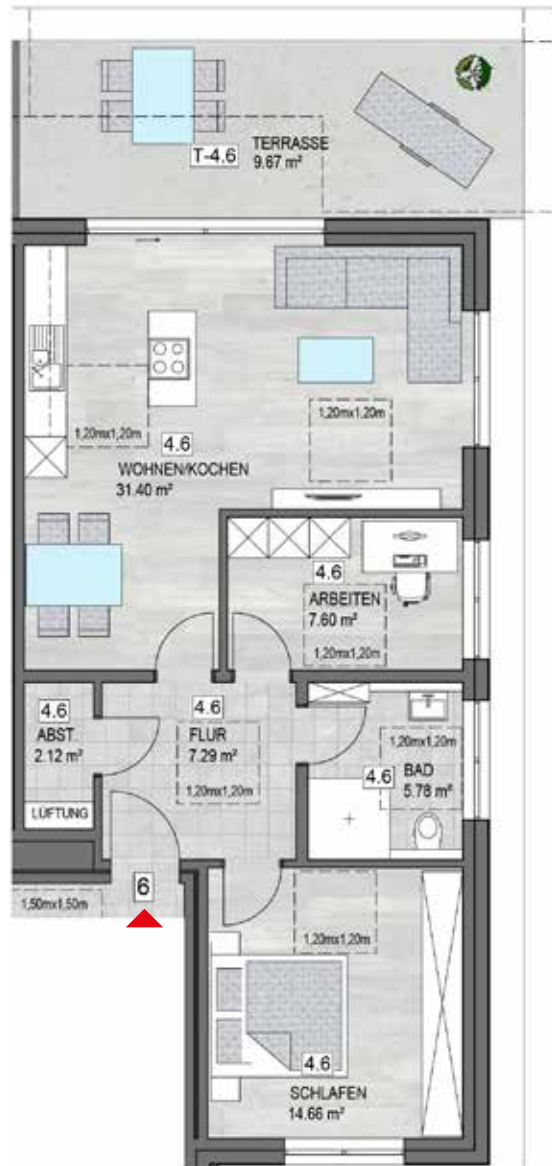 TERRASSE
T-4.6
9.67 m²
1,20mx1,20m
1,20mx1,20m
4.6
WOHNEN/KOCHEN
31.40 m²
4.6
ARBEITEN
7.60 m²
1,20mx1,20m
4.6
ABST.
2.12 m²
LÜFTUNG
4.6
FLUR
7.29 m²
1,20mx1,20m
1,20mx1,20m
4.6
BAD
5.78 m²
6
1,50mx1,50m
1,20mx1,20m
4.6
SCHLAFEN
14.66 m²